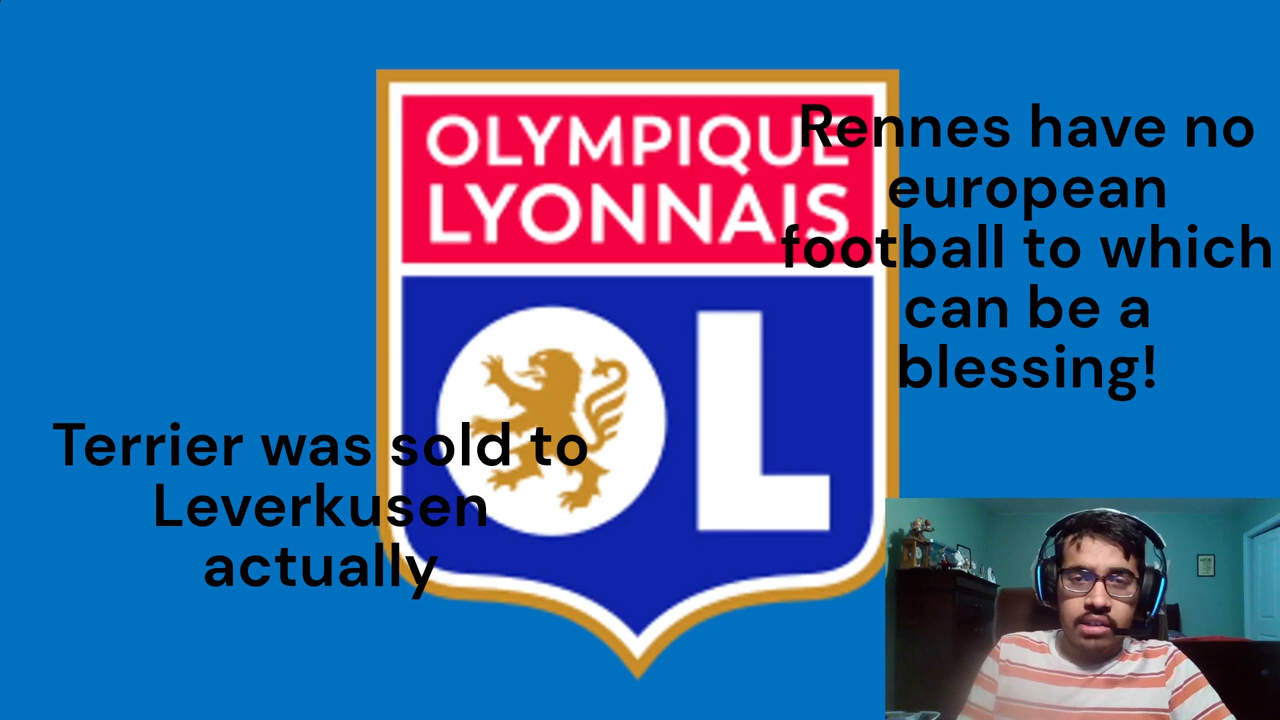 OLYMPIQUE
LYONNAIS
OL
Rennes have no
european
football to which
can be a
blessing!
Terrier was sold to
Leverkusen
actually